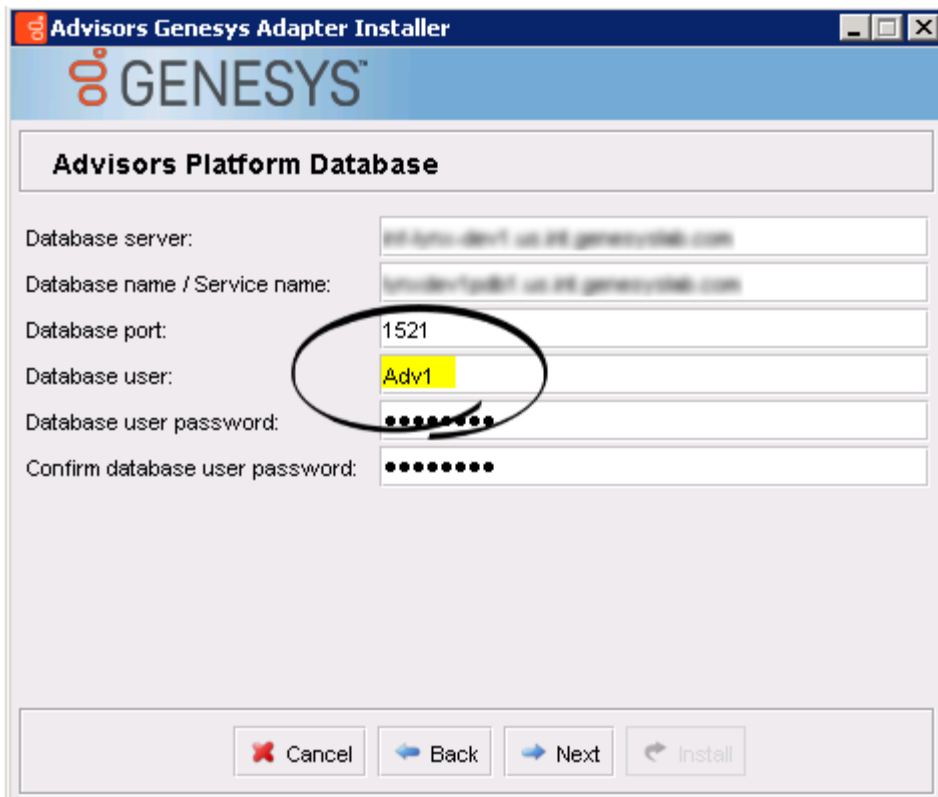 Advisors Genesys Adapter Installer
GENESYS™
Advisors Platform Database
Database server:
Database name / Service name:
Database port: 1521
Database user: Adv1
Database user password: ●●●●●●●●
Confirm database user password: ●●●●●●●●
Cancel Back Next Install